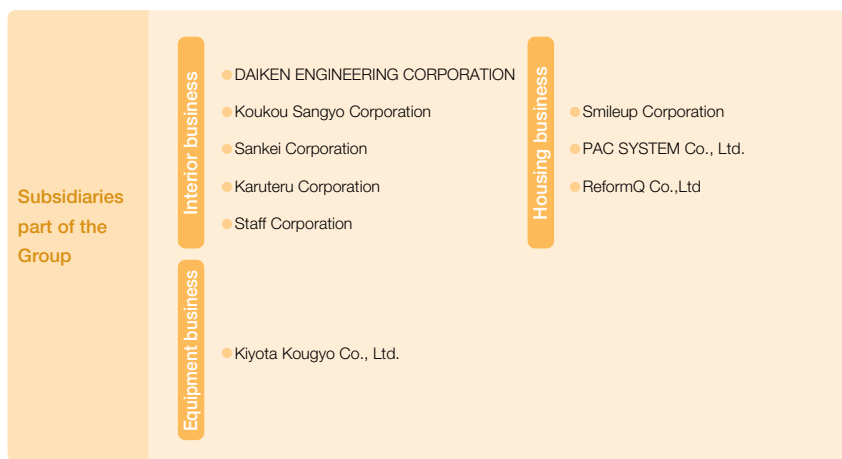 Subsidiaries
part of the
Group
Interior business
DAIKEN ENGINEERING CORPORATION
Koukou Sangyo Corporation
Sankei Corporation
Karuteru Corporation
Staff Corporation
Housing business
Smileup Corporation
PAC SYSTEM Co., Ltd.
ReformQ Co.,Ltd
Equipment business
Kiyota Kougyo Co., Ltd.